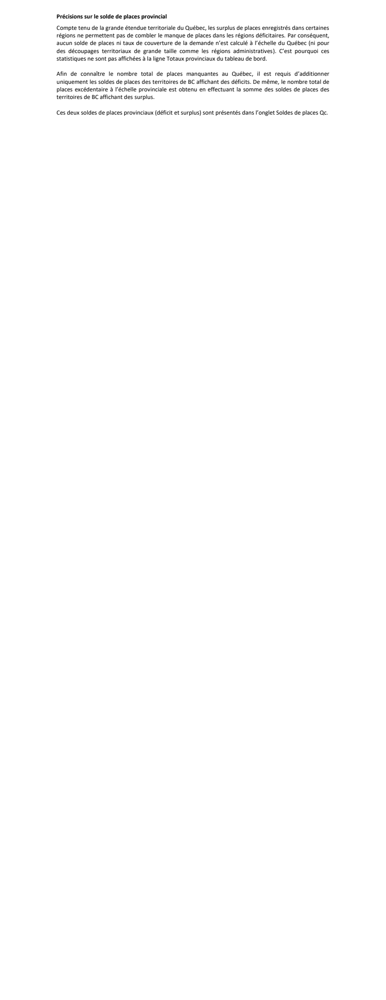 Précisions sur le solde de places provincial
Compte tenu de la grande étendue territoriale du Québec, les surplus de places enregistrés dans certaines
régions ne permettent pas de combler le manque de places dans les régions déficitaires. Par conséquent,
aucun solde de places ni taux de couverture de la demande n’est calculé à l’échelle du Québec (ni pour
des découpages territoriaux de grande taille comme les régions administratives). C’est pourquoi ces
statistiques ne sont pas affichées à la ligne Totaux provinciaux du tableau de bord.
Afin de connaître le nombre total de places manquantes au Québec, il est requis d’additionner
uniquement les soldes de places des territoires de BC affichant des déficits. De même, le nombre total de
places excédentaire à l’échelle provinciale est obtenu en effectuant la somme des soldes de places des
territoires de BC affichant des surplus.
Ces deux soldes de places provinciaux (déficit et surplus) sont présentés dans l’onglet Soldes de places Qc.